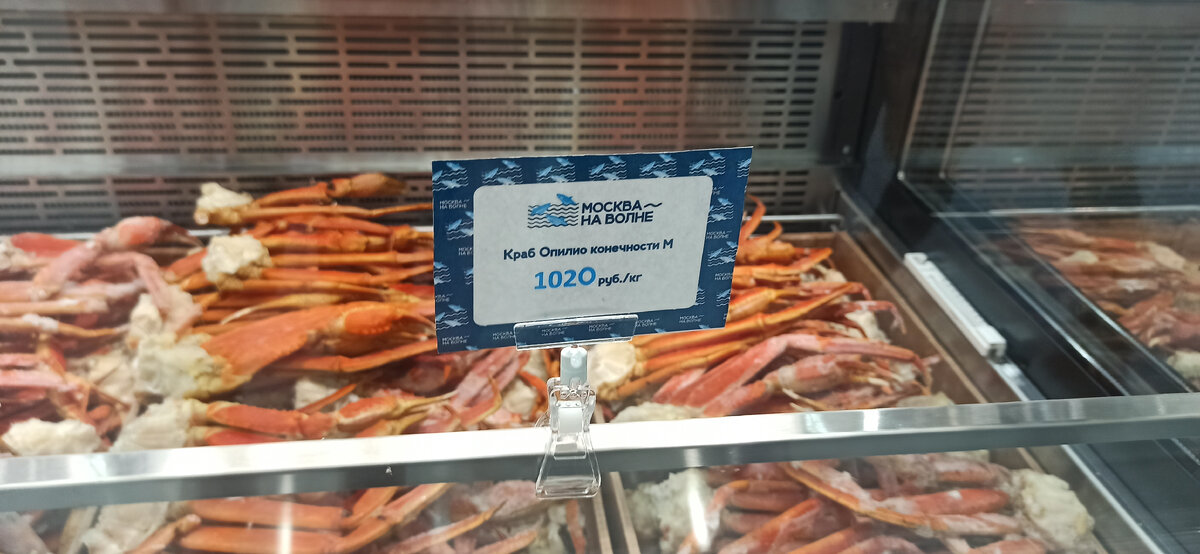 МОСКВА
НА ВОЛНЕ
Краб Опилио конечности М
1020 руб./кг